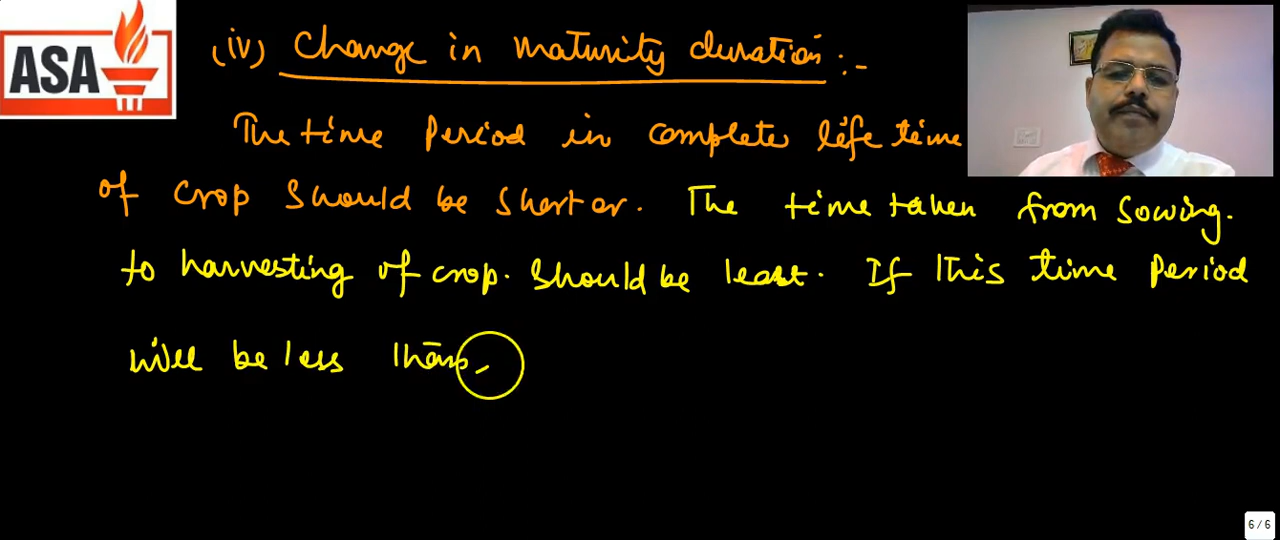 ASA
(iv) Change in maturity duration :-
The time Period in complete life time
of crop should be shorter. The time taken from sowing.
to harvesting of crop. should be least. If this time Period
will be less
6 / 6